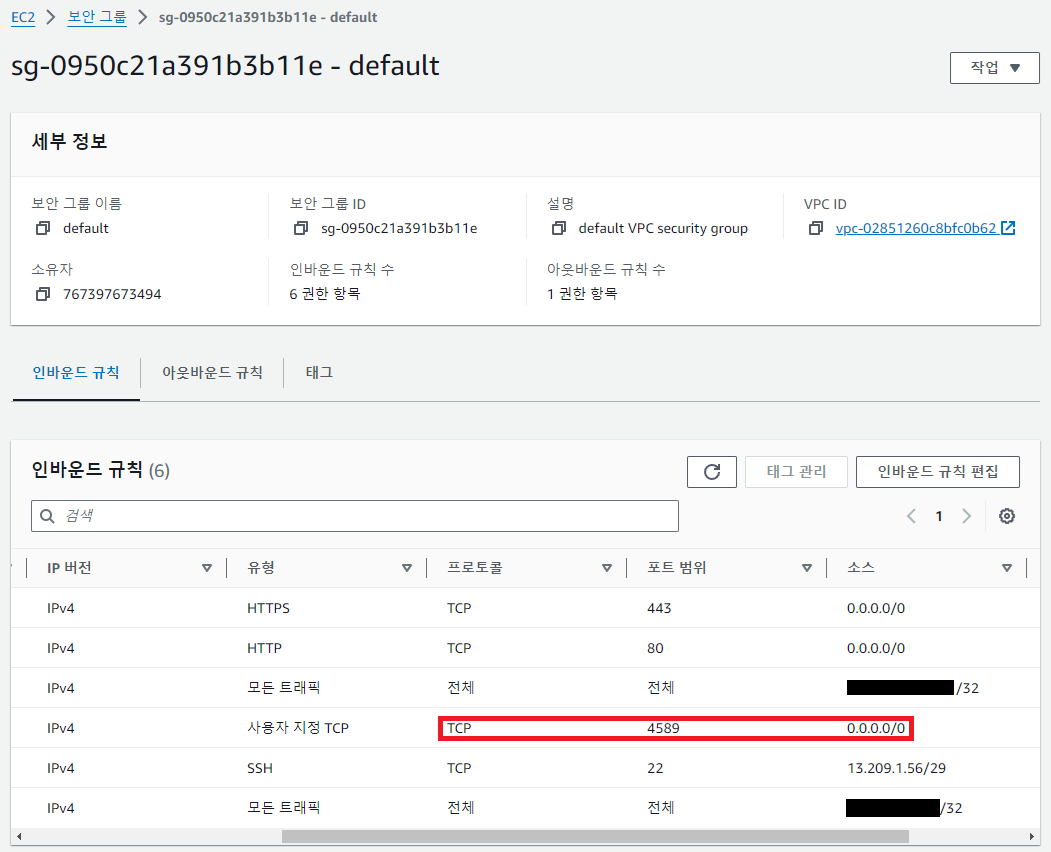 EC2 > 보안 그룹 > sg-0950c21a391b3b11e - default
sg-0950c21a391b3b11e - default
작업
세부 정보
보안 그룹 이름 보안 그룹 ID 설명 VPC ID
default sg-0950c21a391b3b11e default VPC security group vpc-02851260c8bfc0b62
소유자 인바운드 규칙 수 아웃바운드 규칙 수
767397673494 6 권한 항목 1 권한 항목
인바운드 규칙 아웃바운드 규칙 태그
인바운드 규칙 (6) 태그 관리 인바운드 규칙 편집
검색 1
IP 버전 유형 프로토콜 포트 범위 소스
IPv4 HTTPS TCP 443 0.0.0.0/0
IPv4 HTTP TCP 80 0.0.0.0/0
IPv4 모든 트래픽 전체 전체 /32
IPv4 사용자 지정 TCP TCP 4589 0.0.0.0/0
IPv4 SSH TCP 22 13.209.1.56/29
IPv4 모든 트래픽 전체 전체 /32